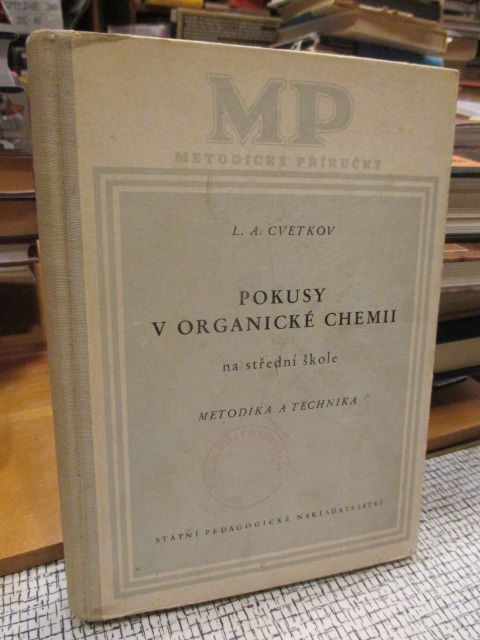 MP
METODICKÉ PŘÍRUČKY
L. A. CVETKOV
POKUSY
V ORGANICKÉ CHEMII
na střední škole
METODIKA A TECHNIKA
STÁTNÍ PEDAGOGICKÉ NAKLADATELSTVÍ